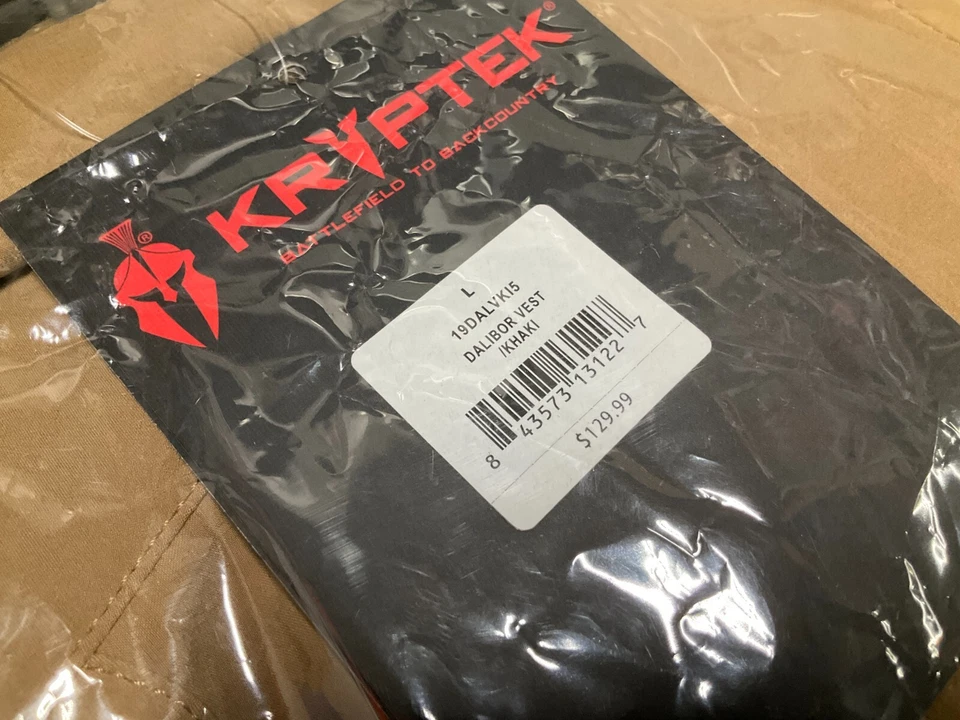 KRYPTEK®
BATTLEFIELD TO BACKCOUNTRY
®
L
19DALVKI5
DALIBOR VEST
/KHAKI
8 43573 13122 7
$129.99